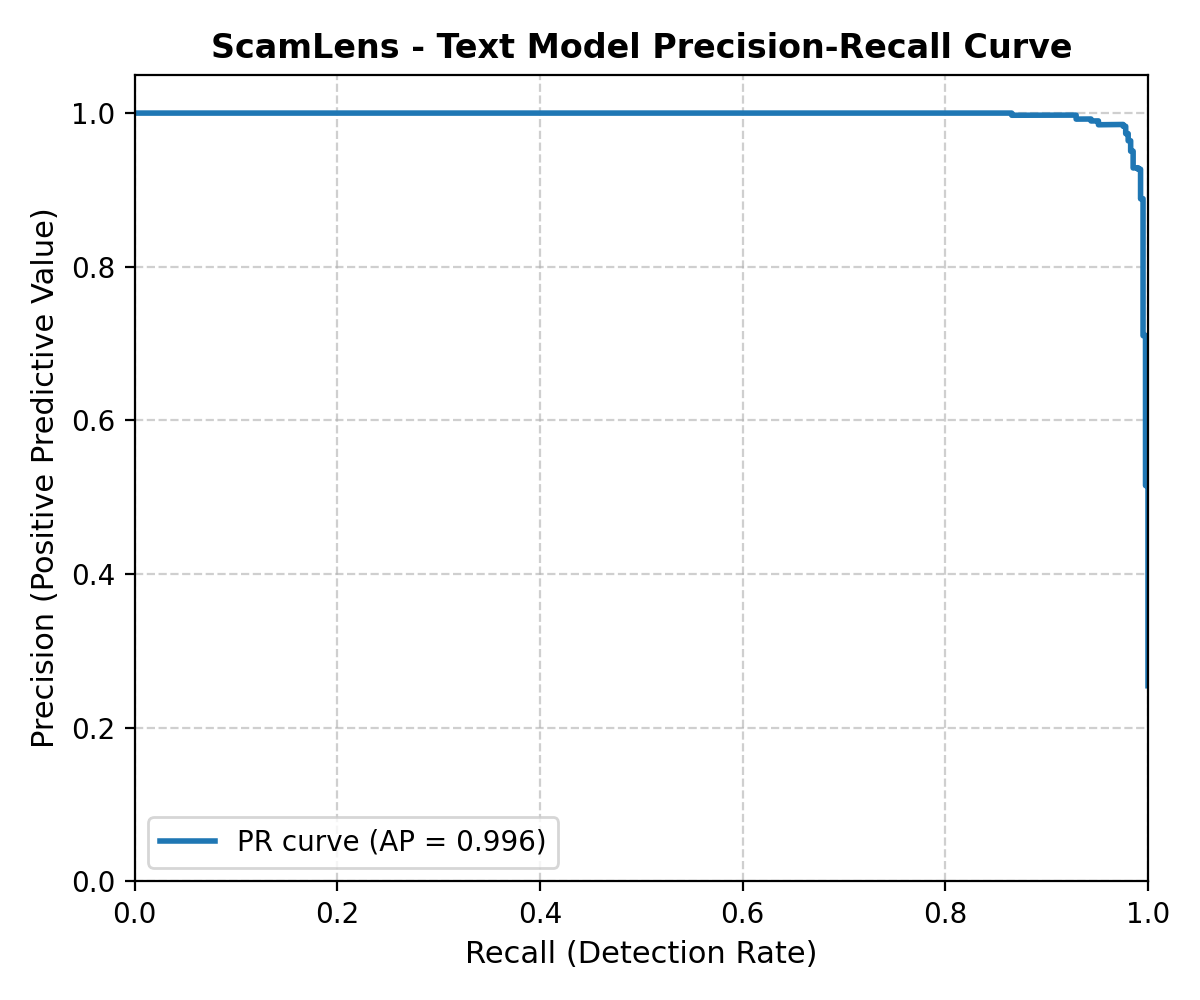 ScamLens - Text Model Precision-Recall Curve
Precision (Positive Predictive Value)
1.0
0.8
0.6
0.4
0.2
0.0
PR curve (AP = 0.996)
0.0 0.2 0.4 0.6 0.8 1.0
Recall (Detection Rate)